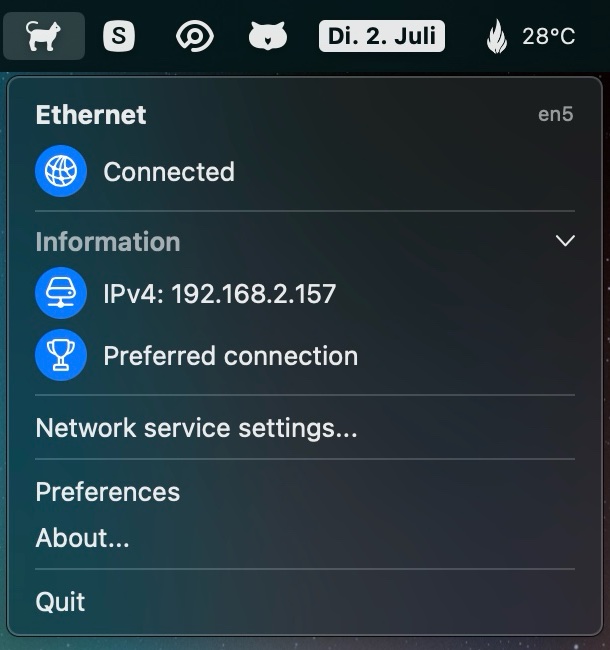 S
Di. 2. Juli
28°C
Ethernet
en5
Connected
Information
IPv4: 192.168.2.157
Preferred connection
Network service settings...
Preferences
About...
Quit